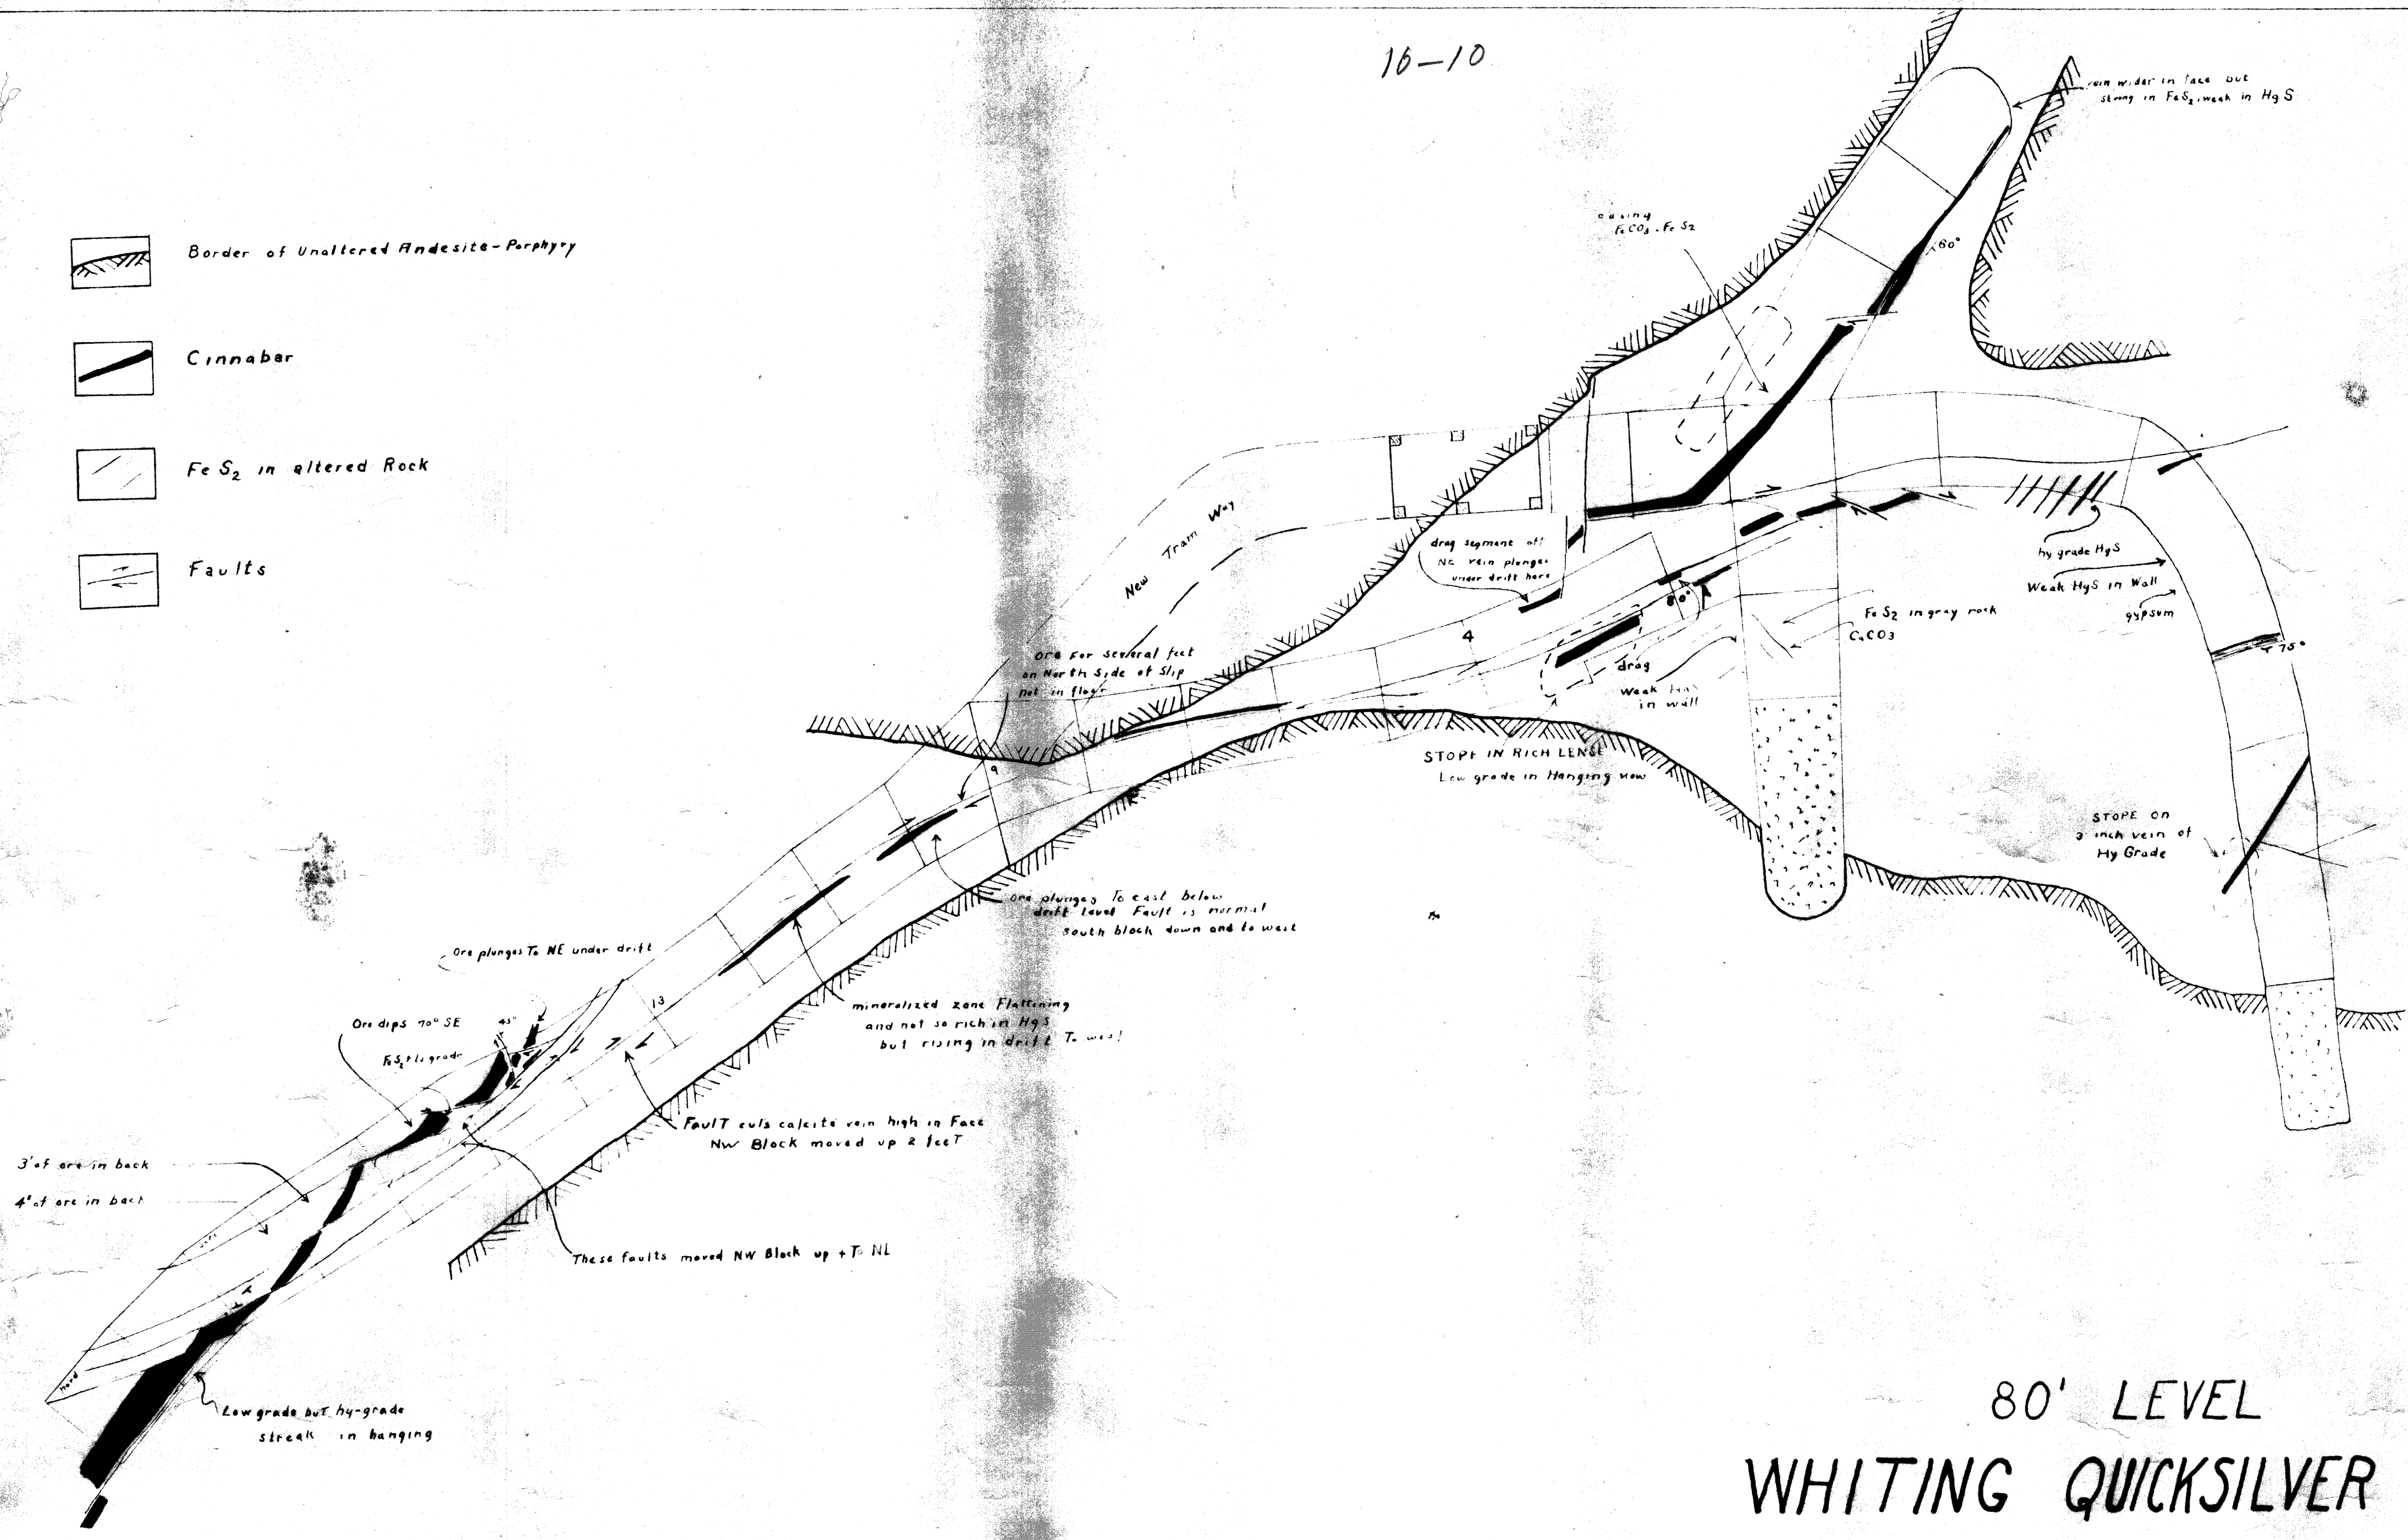 16-10
vein wider in face but
strong in FeS2, weak in HgS
FeCO3 . FeS2
Border of Unaltered Andesite-Porphyry
60°
Cinnabar
FeS2 in altered Rock
Faults
New Tram Way
drag segment off
NE vein plunges
under drift here
hy grade HgS
Weak HgS in Wall
gypsum
FeS2 in gray rock
CaCO3
80°
4
75°
Ore For several feet
on North Side of Slip
not in floor
drag
Weak HgS
in wall
STOPE IN RICH LENSE
Low grade in Hanging now
9
STOPE ON
3 inch vein of
Hy Grade
Ore plunges To east below
drift level Fault is normal
south block down and to west
Ore plunges To NE under drift
13
mineralized zone Flattening
and not so rich in HgS
but rising in drift To west
Ore dips 70° SE
45°
FeS2 + lo grade
FaulT cuts calcite vein high in Face
NW Block moved up 2 feeT
3' of ore in back
4' of ore in back
These faults moved NW Block up + To NE
Hard
Low grade buT hy-grade
streak in hanging
80' LEVEL
WHITING QUICKSILVER